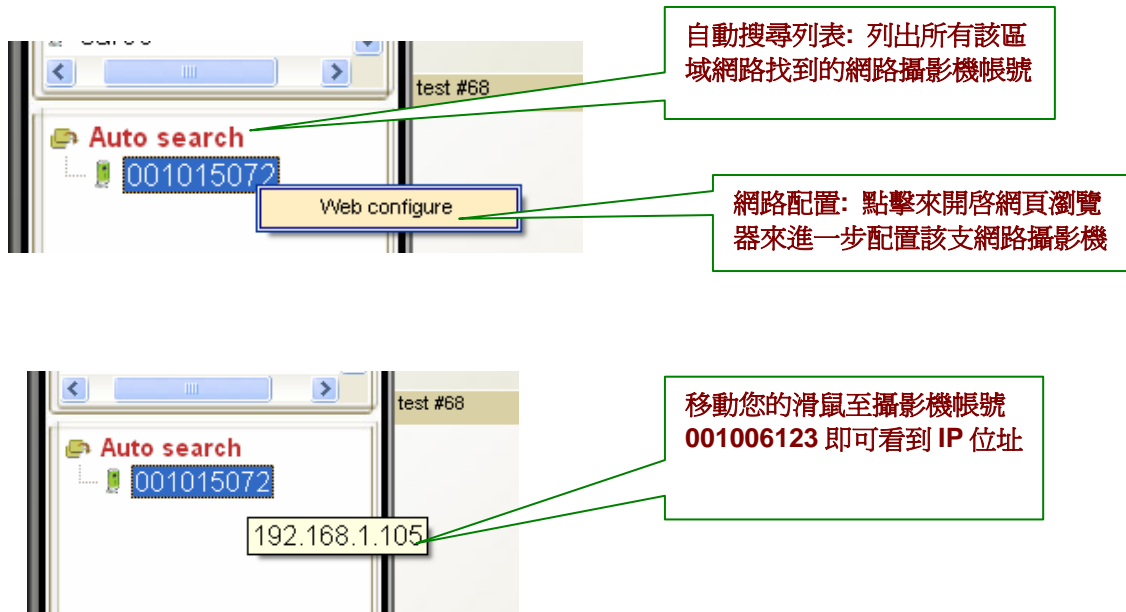 自動搜尋列表: 列出所有該區
域網路找到的網路攝影機帳號
test #68
Auto search
001015072
Web configure
網路配置: 點擊來開啓網頁瀏覽
器來進一步配置該支網路攝影機
test #68
移動您的滑鼠至攝影機帳號
001006123 即可看到 IP 位址
Auto search
001015072
192.168.1.105